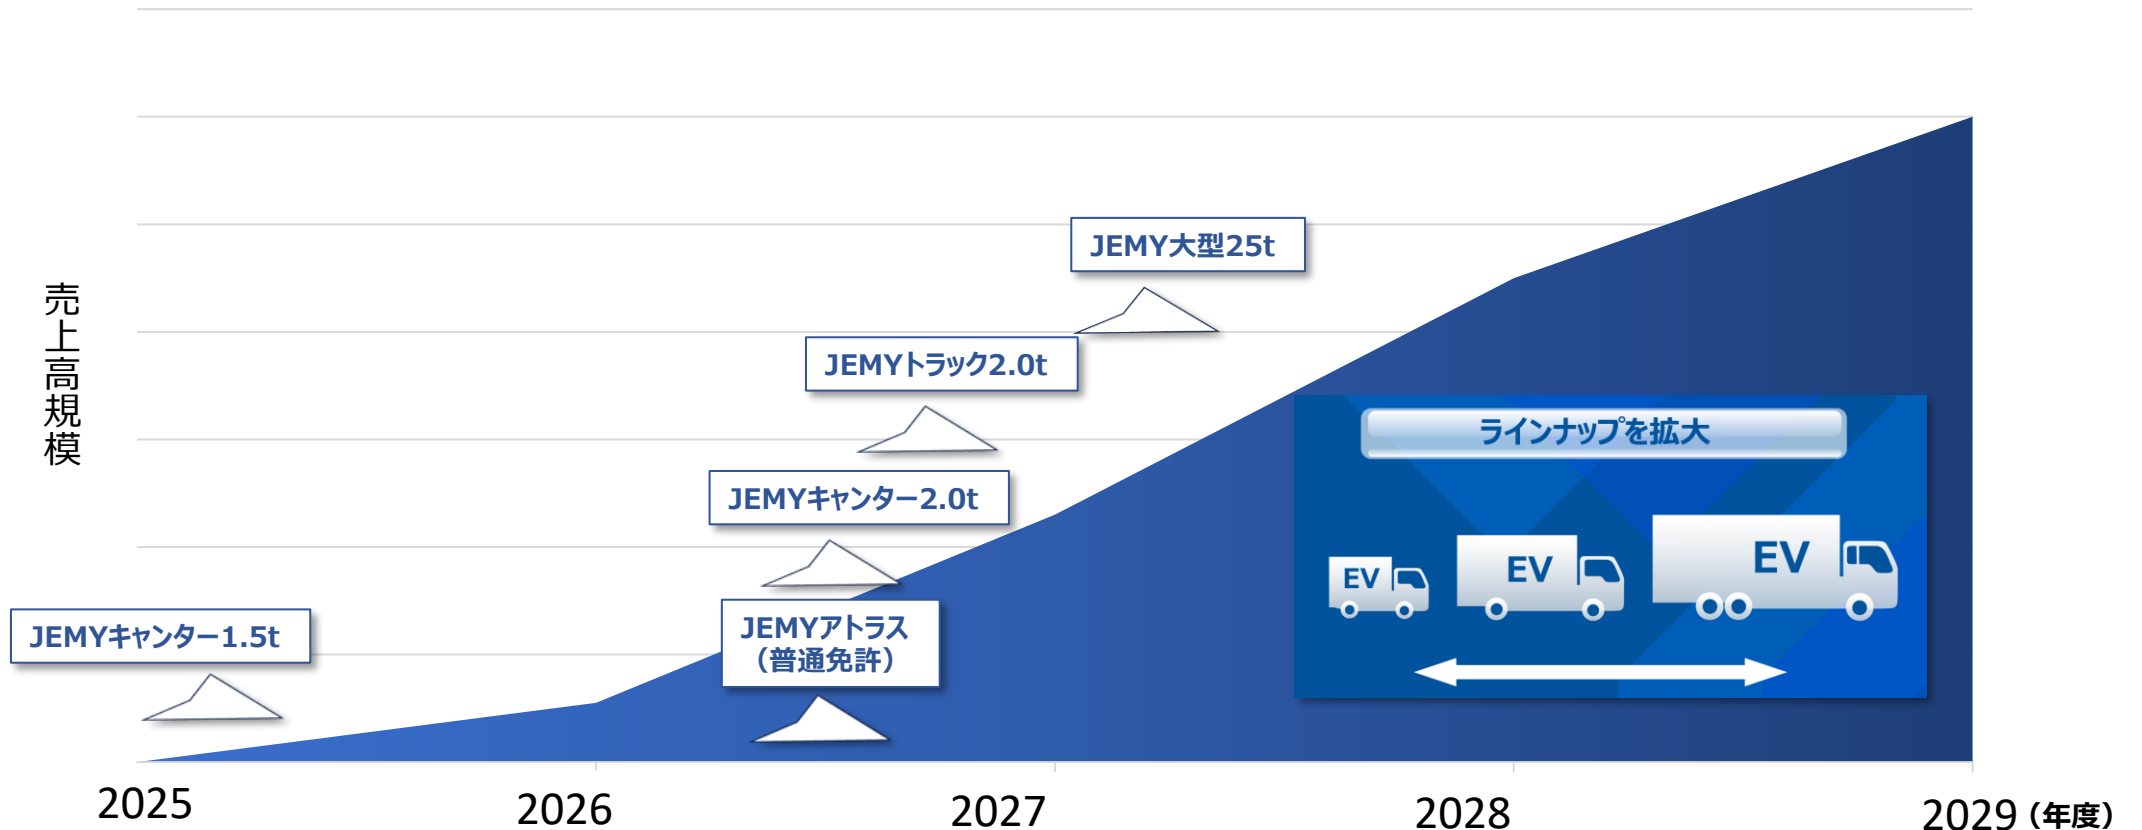 売上高規模
JEMY大型25t
JEMYトラック2.0t
JEMYキャンター2.0t
JEMYアトラス
（普通免許）
JEMYキャンター1.5t
ラインナップを拡大
EV
EV
EV
2025
2026
2027
2028
2029（年度）